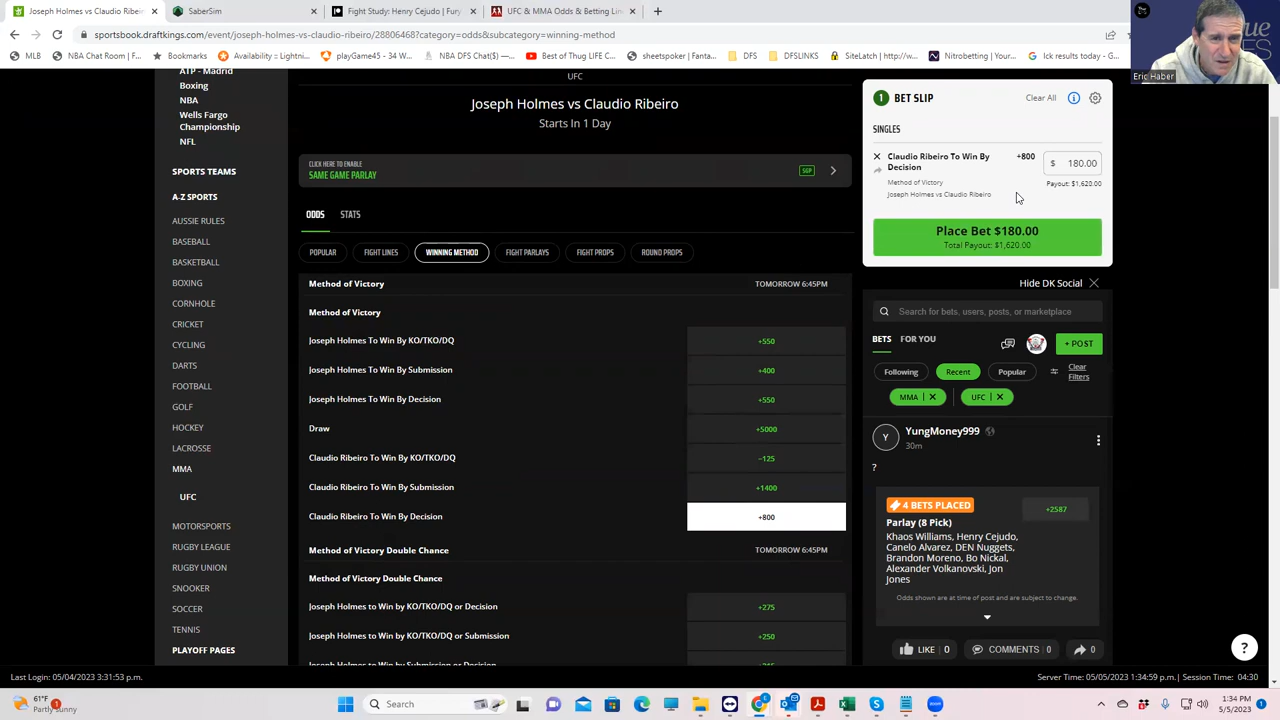 Joseph Holmes vs Claudio Ribeiro
SaberSim
Fight Study: Henry Cejudo | Fury
UFC & MMA Odds & Betting Lin
sportsbook.draftkings.com/event/joseph-holmes-vs-claudio-ribeiro/28806468?category=odds&subcategory=winning-method
MLB
NBA Chat Room - F...
Bookmarks
Availability :: Lightni...
playGame45 - 34 W...
NBA DFS Chat($) -...
Best of Thug LIFE C...
sheetspoker - Fanta...
DFS
DFSLINKS
SiteLatch | http://w...
Nitrobetting | Your...
Ick results today - G...
Eric Haber
ATP - Madrid
Boxing
NBA
Wells Fargo
Championship
NFL
SPORTS TEAMS
A-Z SPORTS
AUSSIE RULES
BASEBALL
BASKETBALL
BOXING
CORNHOLE
CRICKET
CYCLING
DARTS
FOOTBALL
GOLF
HOCKEY
LACROSSE
MMA
UFC
MOTORSPORTS
RUGBY LEAGUE
RUGBY UNION
SNOOKER
SOCCER
TENNIS
PLAYOFF PAGES
UFC
Joseph Holmes vs Claudio Ribeiro
Starts In 1 Day
CLICK HERE TO ENABLE
SAME GAME PARLAY
SGP
ODDS
STATS
POPULAR
FIGHT LINES
WINNING METHOD
FIGHT PARLAYS
FIGHT PROPS
ROUND PROPS
Method of Victory
TOMORROW 6:45PM
Method of Victory
Joseph Holmes To Win By KO/TKO/DQ
+550
Joseph Holmes To Win By Submission
+400
Joseph Holmes To Win By Decision
+550
Draw
+5000
Claudio Ribeiro To Win By KO/TKO/DQ
−125
Claudio Ribeiro To Win By Submission
+1400
Claudio Ribeiro To Win By Decision
+800
Method of Victory Double Chance
TOMORROW 6:45PM
Method of Victory Double Chance
Joseph Holmes to Win by KO/TKO/DQ or Decision
+275
Joseph Holmes to Win by KO/TKO/DQ or Submission
+250
Joseph Holmes to Win by Submission or Decision
1 BET SLIP
Clear All
SINGLES
Claudio Ribeiro To Win By
Decision
+800
$ 180.00
Method of Victory
Payout: $1,620.00
Joseph Holmes vs Claudio Ribeiro
Place Bet $180.00
Total Payout: $1,620.00
Hide DK Social
Search for bets, users, posts, or marketplace
BETS
FOR YOU
+ POST
Following
Recent
Popular
Clear
Filters
MMA
UFC
Y
YungMoney999
30m
?
4 BETS PLACED
+2587
Parlay (8 Pick)
Khaos Williams, Henry Cejudo,
Canelo Alvarez, DEN Nuggets,
Brandon Moreno, Bo Nickal,
Alexander Volkanovski, Jon
Jones
Odds shown are at time of post and are subject to change.
LIKE | 0
COMMENTS | 0
0
?
Last Login: 05/04/2023 3:31:53 p.m.
Server Time: 05/05/2023 1:34:59 p.m. | Session Time: 04:30
61°F
Partly sunny
Search
1:34 PM
5/5/2023